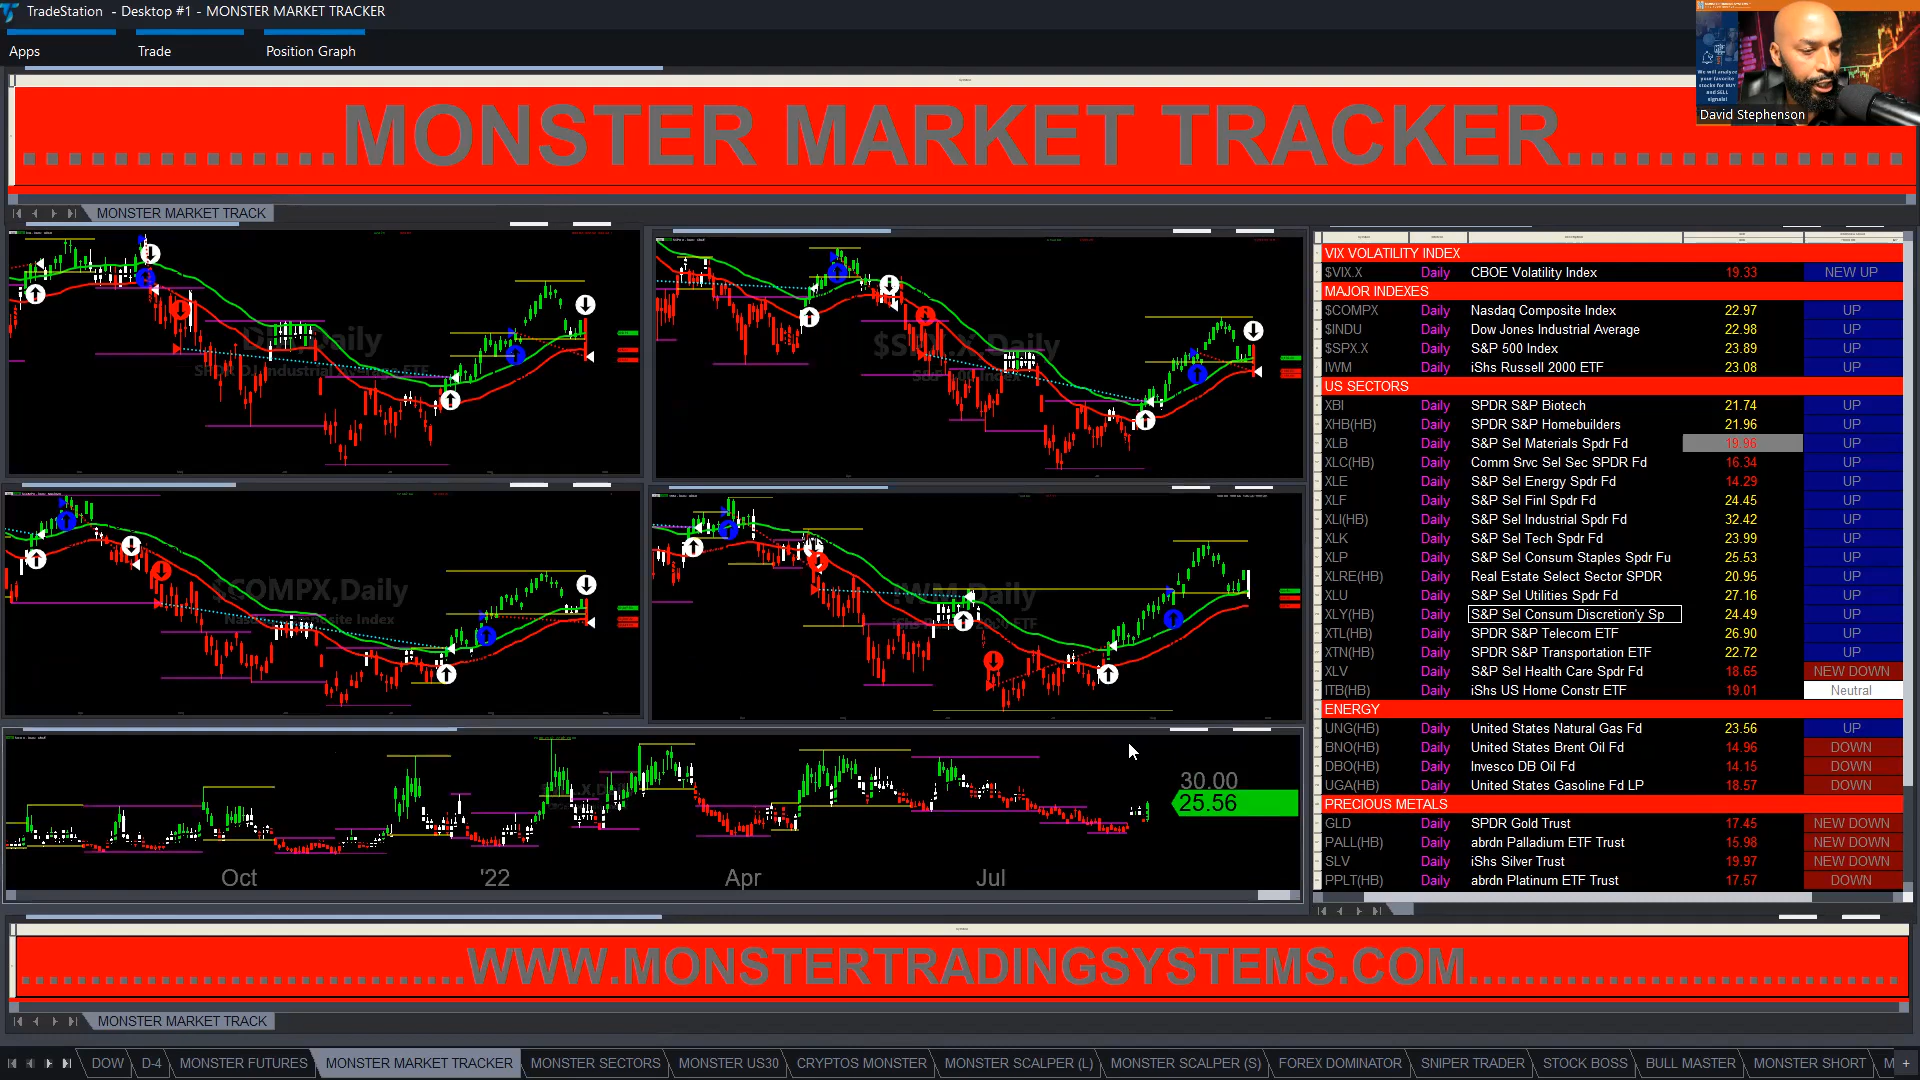 TradeStation - Desktop #1 - MONSTER MARKET TRACKER
Apps Trade Position Graph
We will analyze
your favorite
stocks for BUY
and SELL
signals!
David Stephenson
MONSTER MARKET TRACKER
MONSTER MARKET TRACK
$COMPX,Daily
30.00
25.56
Oct '22 Apr Jul
VIX VOLATILITY INDEX
$VIX.X Daily CBOE Volatility Index 19.33 NEW UP
MAJOR INDEXES
$COMPX Daily Nasdaq Composite Index 22.97 UP
$INDU Daily Dow Jones Industrial Average 22.98 UP
$SPX.X Daily S&P 500 Index 23.89 UP
IWM Daily iShs Russell 2000 ETF 23.08 UP
US SECTORS
XBI Daily SPDR S&P Biotech 21.74 UP
XHB(HB) Daily SPDR S&P Homebuilders 21.96 UP
XLB Daily S&P Sel Materials Spdr Fd 19.96 UP
XLC(HB) Daily Comm Srvc Sel Sec SPDR Fd 16.34 UP
XLE Daily S&P Sel Energy Spdr Fd 14.29 UP
XLF Daily S&P Sel Finl Spdr Fd 24.45 UP
XLI(HB) Daily S&P Sel Industrial Spdr Fd 32.42 UP
XLK Daily S&P Sel Tech Spdr Fd 23.99 UP
XLP Daily S&P Sel Consum Staples Spdr Fu 25.53 UP
XLRE(HB) Daily Real Estate Select Sector SPDR 20.95 UP
XLU Daily S&P Sel Utilities Spdr Fd 27.16 UP
XLY(HB) Daily S&P Sel Consum Discretion'y Sp 24.49 UP
XTL(HB) Daily SPDR S&P Telecom ETF 26.90 UP
XTN(HB) Daily SPDR S&P Transportation ETF 22.72 UP
XLV Daily S&P Sel Health Care Spdr Fd 18.65 NEW DOWN
ITB(HB) Daily iShs US Home Constr ETF 19.01 Neutral
ENERGY
UNG(HB) Daily United States Natural Gas Fd 23.56 UP
BNO(HB) Daily United States Brent Oil Fd 14.96 DOWN
DBO(HB) Daily Invesco DB Oil Fd 14.15 DOWN
UGA(HB) Daily United States Gasoline Fd LP 18.57 DOWN
PRECIOUS METALS
GLD Daily SPDR Gold Trust 17.45 NEW DOWN
PALL(HB) Daily abrdn Palladium ETF Trust 15.98 NEW DOWN
SLV Daily iShs Silver Trust 19.97 NEW DOWN
PPLT(HB) Daily abrdn Platinum ETF Trust 17.57 DOWN
WWW.MONSTERTRADINGSYSTEMS.COM
MONSTER MARKET TRACK
DOW D-4 MONSTER FUTURES MONSTER MARKET TRACKER MONSTER SECTORS MONSTER US30 CRYPTOS MONSTER MONSTER SCALPER (L) MONSTER SCALPER (S) FOREX DOMINATOR SNIPER TRADER STOCK BOSS BULL MASTER MONSTER SHORT M